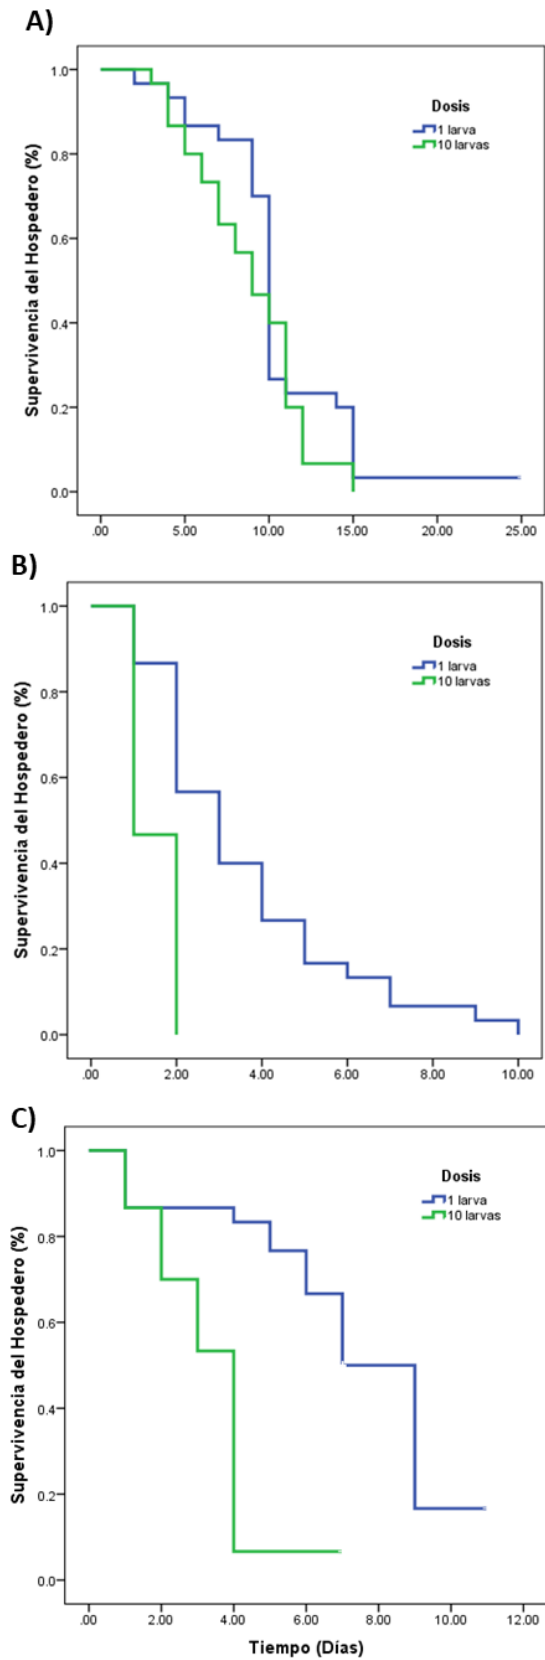 A)
Dosis
1 larva
10 larvas
Supervivencia del Hospedero (%)
1.0
0.8
0.6
0.4
0.2
0.0
.00 5.00 10.00 15.00 20.00 25.00
B)
Dosis
1 larva
10 larvas
Supervivencia del Hospedero (%)
1.0
0.8
0.6
0.4
0.2
0.0
.00 2.00 4.00 6.00 8.00 10.00
C)
Dosis
1 larva
10 larvas
Supervivencia del Hospedero (%)
1.0
0.8
0.6
0.4
0.2
0.0
.00 2.00 4.00 6.00 8.00 10.00 12.00
Tiempo (Días)